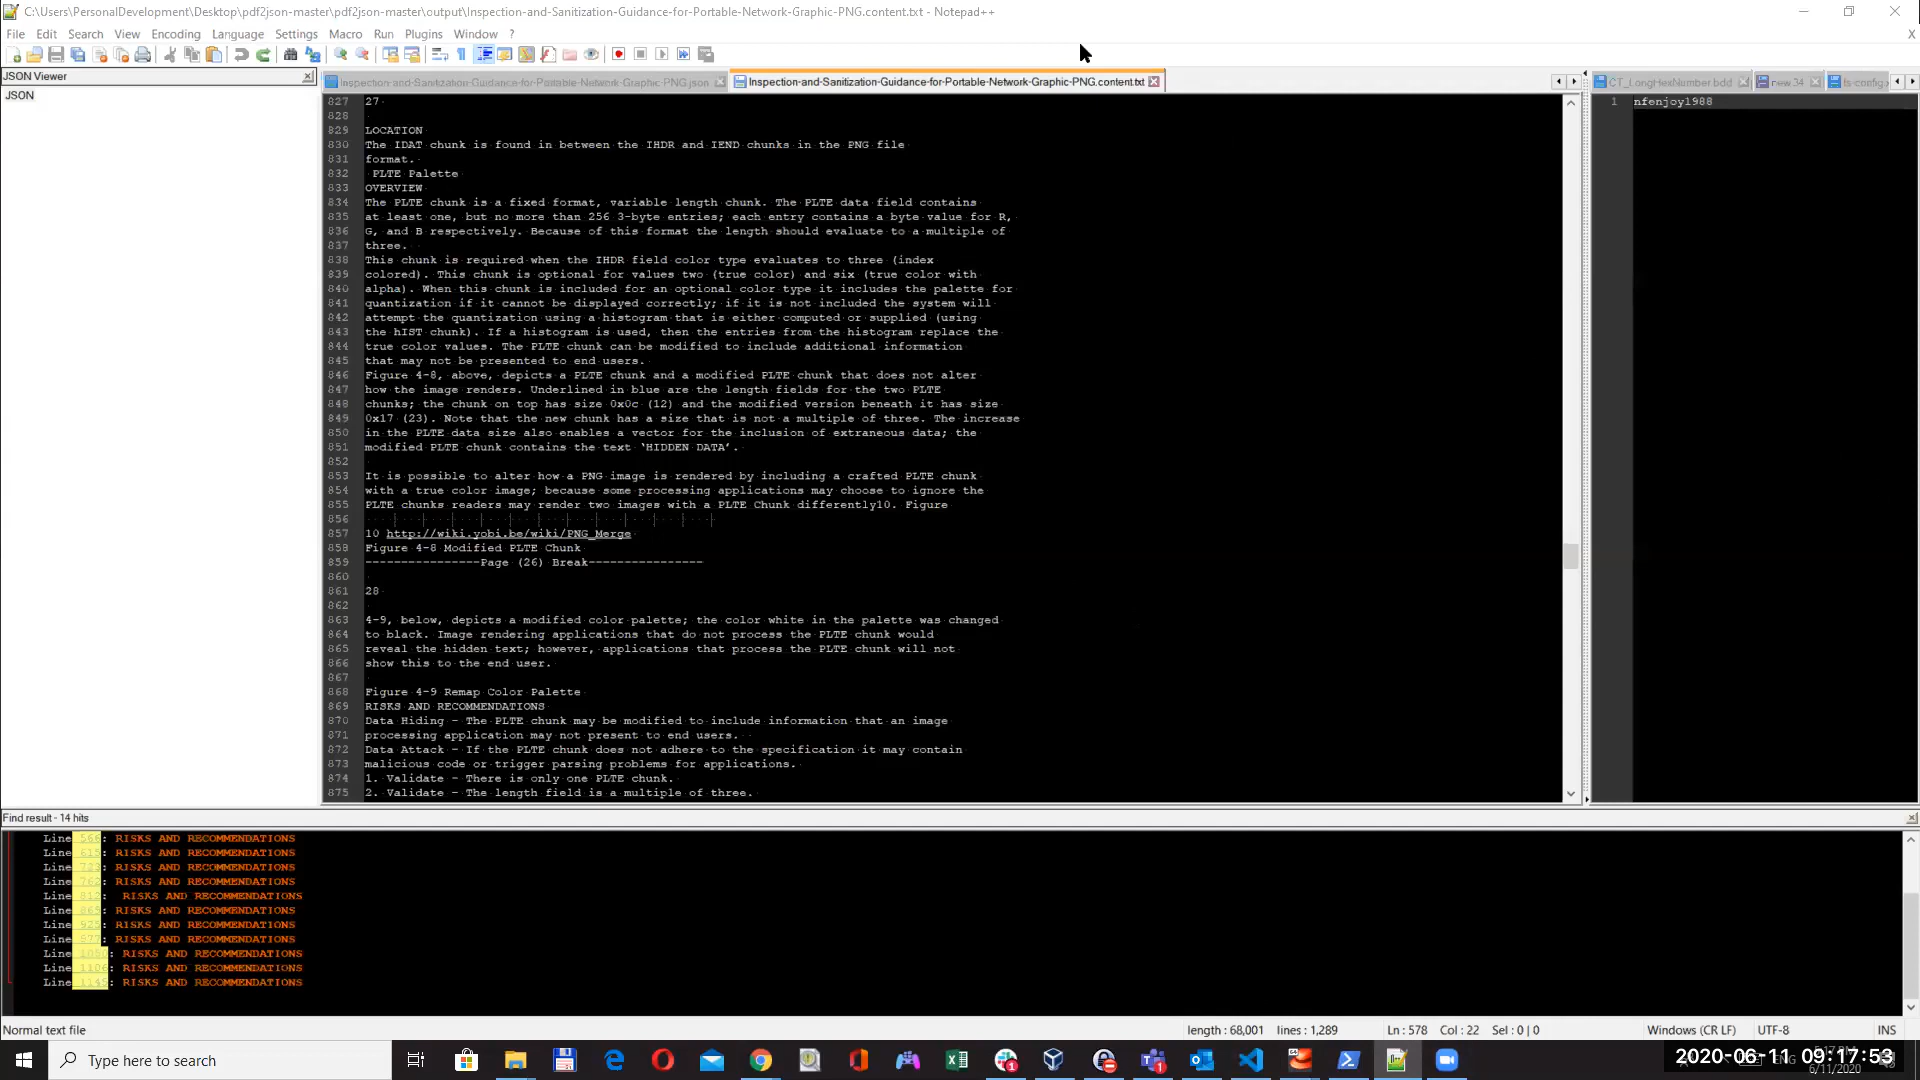 C:\Users\PersonalDevelopment\Desktop\pdf2json-master\pdf2json-master\output\Inspection-and-Sanitization-Guidance-for-Portable-Network-Graphic-PNG.content.txt - Notepad++
File Edit Search View Encoding Language Settings Macro Run Plugins Window ?
X
JSON Viewer
JSON
Inspection-and-Sanitization-Guidance-for-Portable-Network-Graphic-PNG.json
Inspection-and-Sanitization-Guidance-for-Portable-Network-Graphic-PNG.content.txt
CT_LongHexNumber.bdd new 34 ts-config
1 nfenjoy1988
827 27
828
829 LOCATION
830 The IDAT chunk is found in between the IHDR and IEND chunks in the PNG file
831 format.
832 PLTE Palette
833 OVERVIEW
834 The PLTE chunk is a fixed format, variable length chunk. The PLTE data field contains
835 at least one, but no more than 256 3-byte entries; each entry contains a byte value for R,
836 G, and B respectively. Because of this format the length should evaluate to a multiple of
837 three.
838 This chunk is required when the IHDR field color type evaluates to three (index
839 colored). This chunk is optional for values two (true color) and six (true color with
840 alpha). When this chunk is included for an optional color type it includes the palette for
841 quantization if it cannot be displayed correctly; if it is not included the system will
842 attempt the quantization using a histogram that is either computed or supplied (using
843 the hIST chunk). If a histogram is used, then the entries from the histogram replace the
844 true color values. The PLTE chunk can be modified to include additional information
845 that may not be presented to end users.
846 Figure 4-8, above, depicts a PLTE chunk and a modified PLTE chunk that does not alter
847 how the image renders. Underlined in blue are the length fields for the two PLTE
848 chunks; the chunk on top has size 0x0c (12) and the modified version beneath it has size
849 0x17 (23). Note that the new chunk has a size that is not a multiple of three. The increase
850 in the PLTE data size also enables a vector for the inclusion of extraneous data; the
851 modified PLTE chunk contains the text ‘HIDDEN DATA’.
852
853 It is possible to alter how a PNG image is rendered by including a crafted PLTE chunk
854 with a true color image; because some processing applications may choose to ignore the
855 PLTE chunks readers may render two images with a PLTE Chunk differently10. Figure
856
857 10 http://wiki.yobi.be/wiki/PNG_Merge
858 Figure 4-8 Modified PLTE Chunk
859 ----------------Page (26) Break----------------
860
861 28
862
863 4-9, below, depicts a modified color palette; the color white in the palette was changed
864 to black. Image rendering applications that do not process the PLTE chunk would
865 reveal the hidden text; however, applications that process the PLTE chunk will not
866 show this to the end user.
867
868 Figure 4-9 Remap Color Palette
869 RISKS AND RECOMMENDATIONS
870 Data Hiding - The PLTE chunk may be modified to include information that an image
871 processing application may not present to end users.
872 Data Attack - If the PLTE chunk does not adhere to the specification it may contain
873 malicious code or trigger parsing problems for applications.
874 1. Validate - There is only one PLTE chunk.
875 2. Validate - The length field is a multiple of three.
Find result - 14 hits
Line : RISKS AND RECOMMENDATIONS
Line : RISKS AND RECOMMENDATIONS
Line : RISKS AND RECOMMENDATIONS
Line : RISKS AND RECOMMENDATIONS
Line : RISKS AND RECOMMENDATIONS
Line : RISKS AND RECOMMENDATIONS
Line : RISKS AND RECOMMENDATIONS
Line : RISKS AND RECOMMENDATIONS
Line : RISKS AND RECOMMENDATIONS
Line : RISKS AND RECOMMENDATIONS
Line : RISKS AND RECOMMENDATIONS
Normal text file length : 68,001 lines : 1,289 Ln : 578 Col : 22 Sel : 0 | 0 Windows (CR LF) UTF-8 INS
Type here to search
2020-06-11 09:17:53
6/11/2020